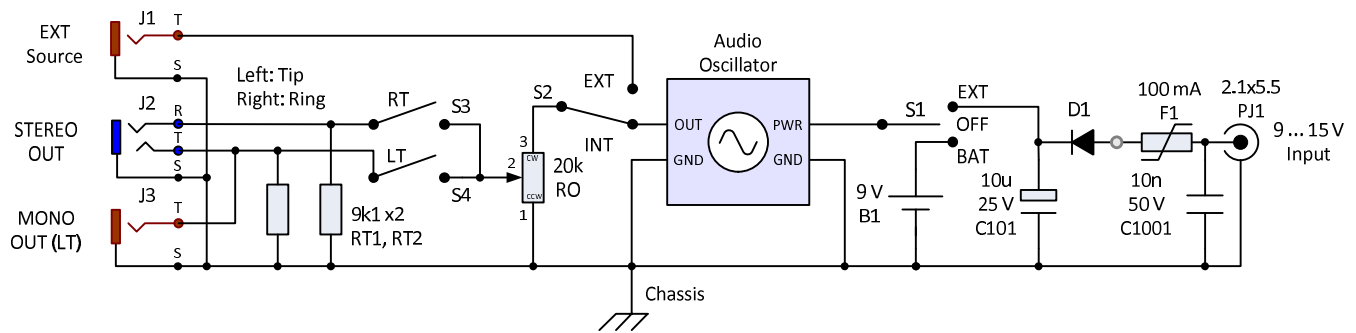 EXT
Source
J1
T
S
STEREO
OUT
J2
R
T
S
MONO
OUT (LT)
J3
T
S
Left: Tip
Right: Ring
9k1 x2
RT1, RT2
RT
S3
LT
S4
S2
3
CW
2
CCW
1
20k
RO
EXT
INT
Audio
Oscillator
OUT
GND
PWR
GND
Chassis
S1
EXT
OFF
BAT
9 V
B1
10u
25 V
C101
D1
100 mA
F1
10n
50 V
C1001
2.1x5.5
PJ1
9 ... 15 V
Input